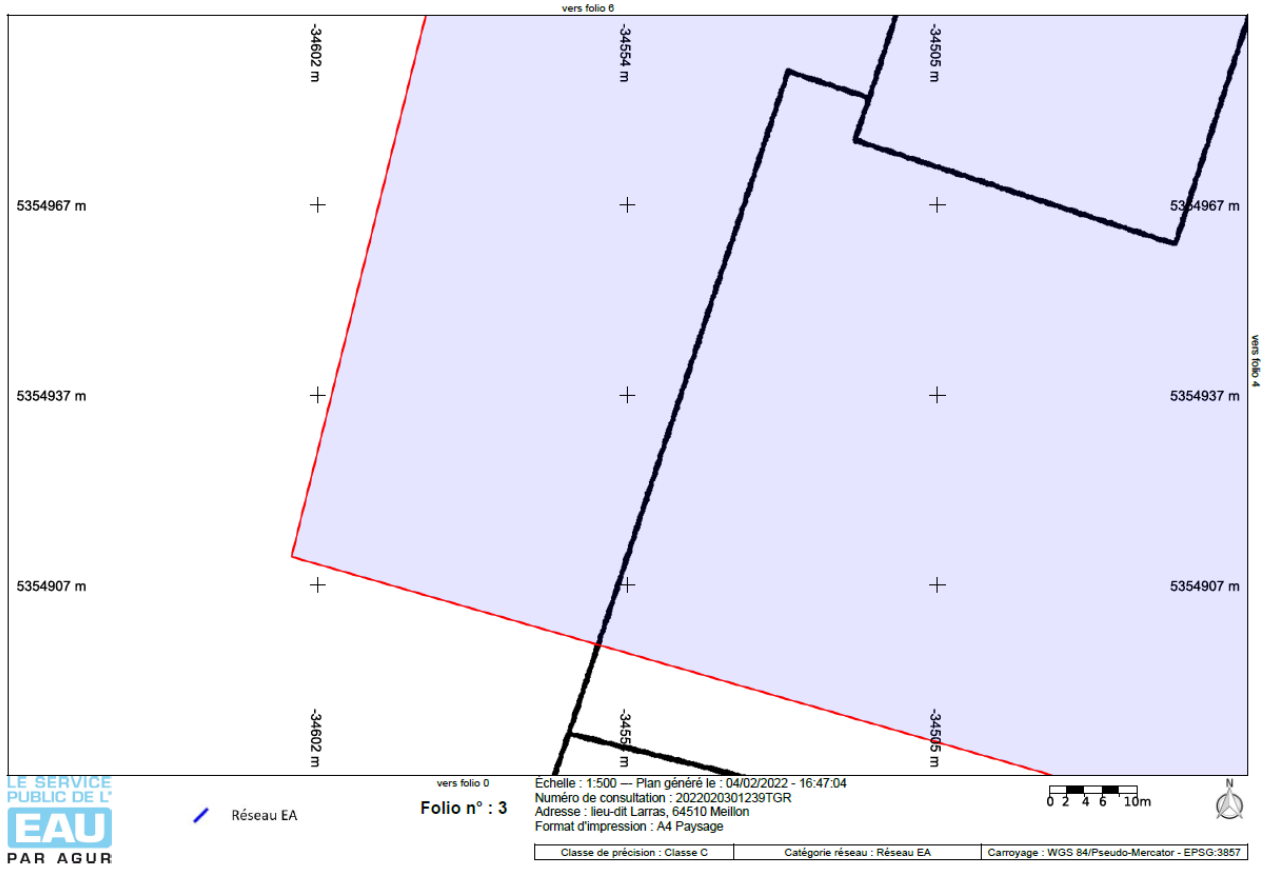 vers folio 6
-34602 m
-34554 m
-34505 m
5354967 m
5354967 m
vers folio 4
5354937 m
5354937 m
5354907 m
5354907 m
-34602 m
-34554 m
-34505 m
LE SERVICE
PUBLIC DE L'
EAU
PAR AGUR
Réseau EA
vers folio 0
Folio n° : 3
Échelle : 1:500 --- Plan généré le : 04/02/2022 - 16:47:04
Numéro de consultation : 2022020301239TGR
Adresse : lieu-dit Larras, 64510 Meillon
Format d'impression : A4 Paysage
0 2 4 6 10m
N
Classe de précision : Classe C
Catégorie réseau : Réseau EA
Carroyage : WGS 84/Pseudo-Mercator - EPSG:3857